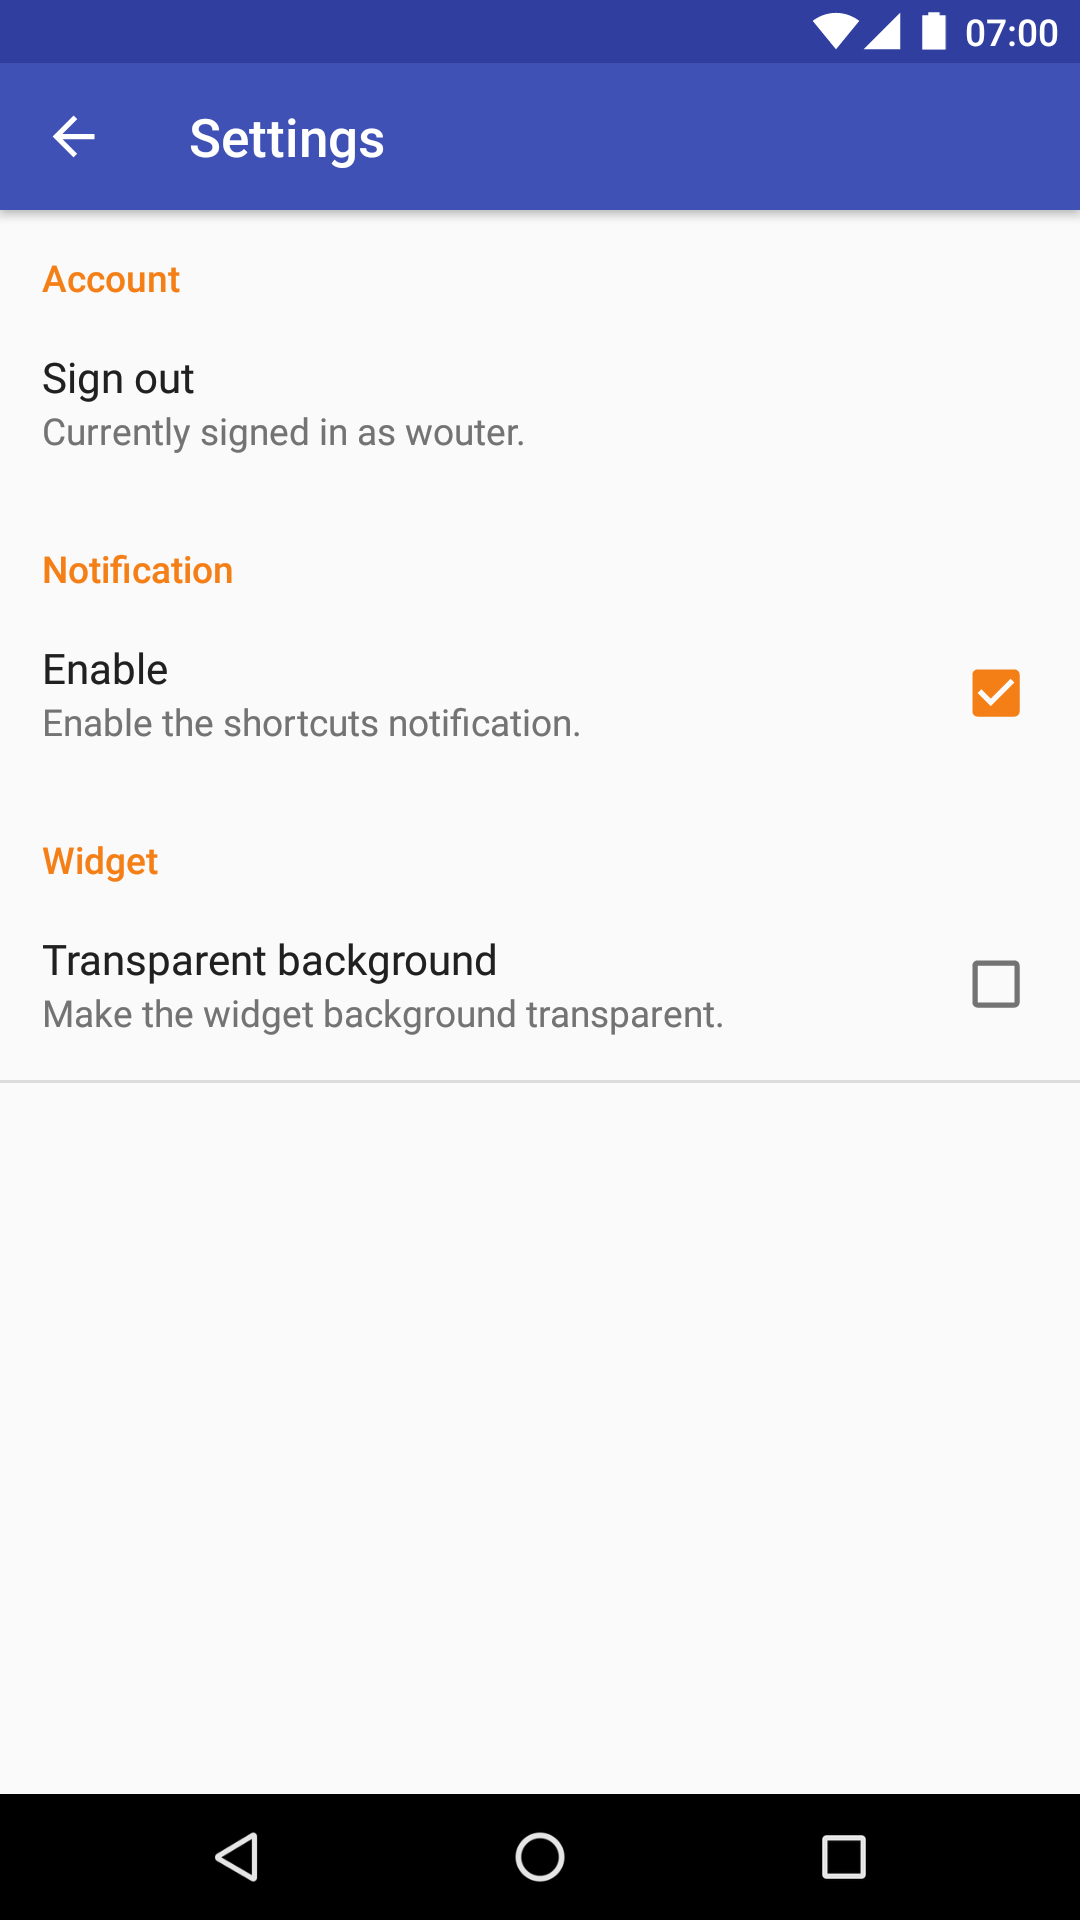 07:00
Settings
Account
Sign out
Currently signed in as wouter.
Notification
Enable
Enable the shortcuts notification.
Widget
Transparent background
Make the widget background transparent.